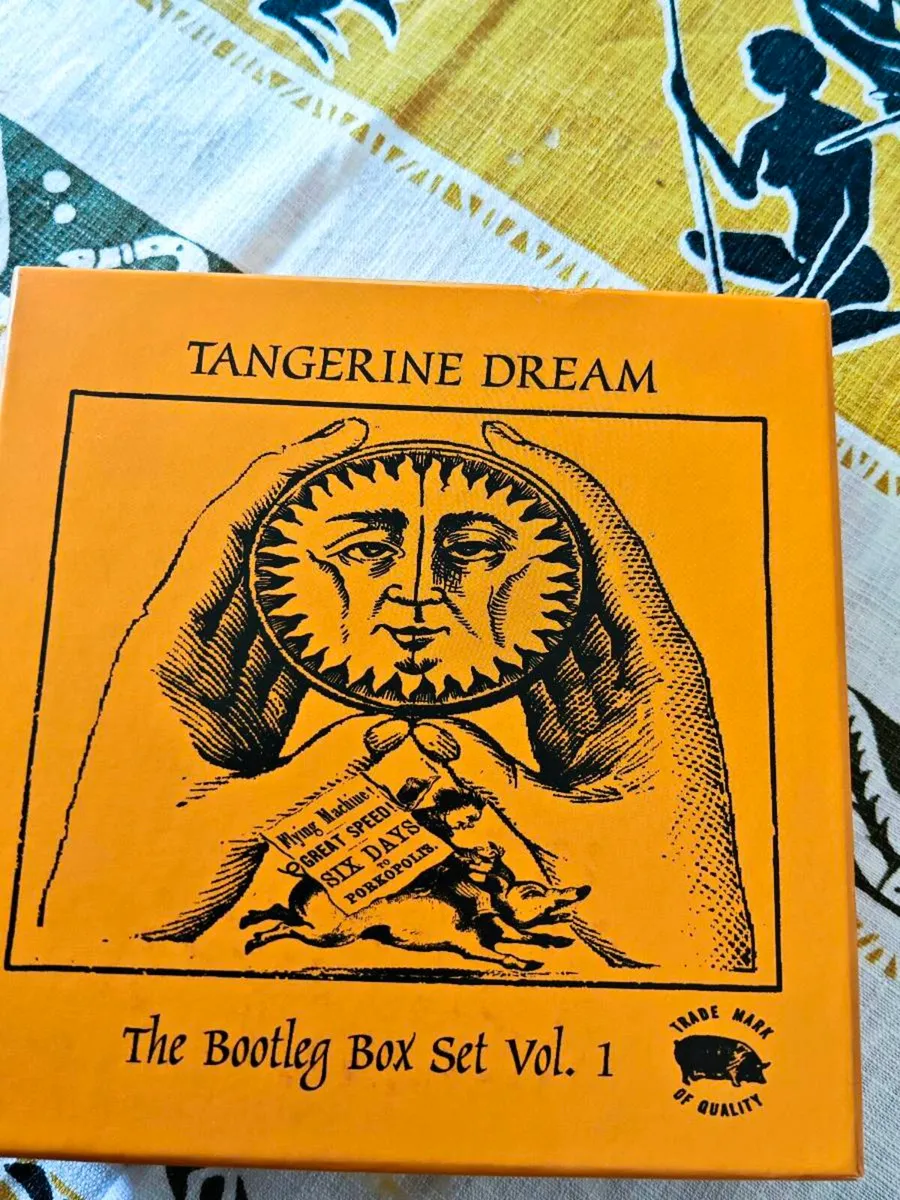 TANGERINE DREAM
Flying Machine!
GREAT SPEED!
SIX DAYS
TO
PORKOPOLIS.
The Bootleg Box Set Vol. 1
TRADE MARK
OF QUALITY